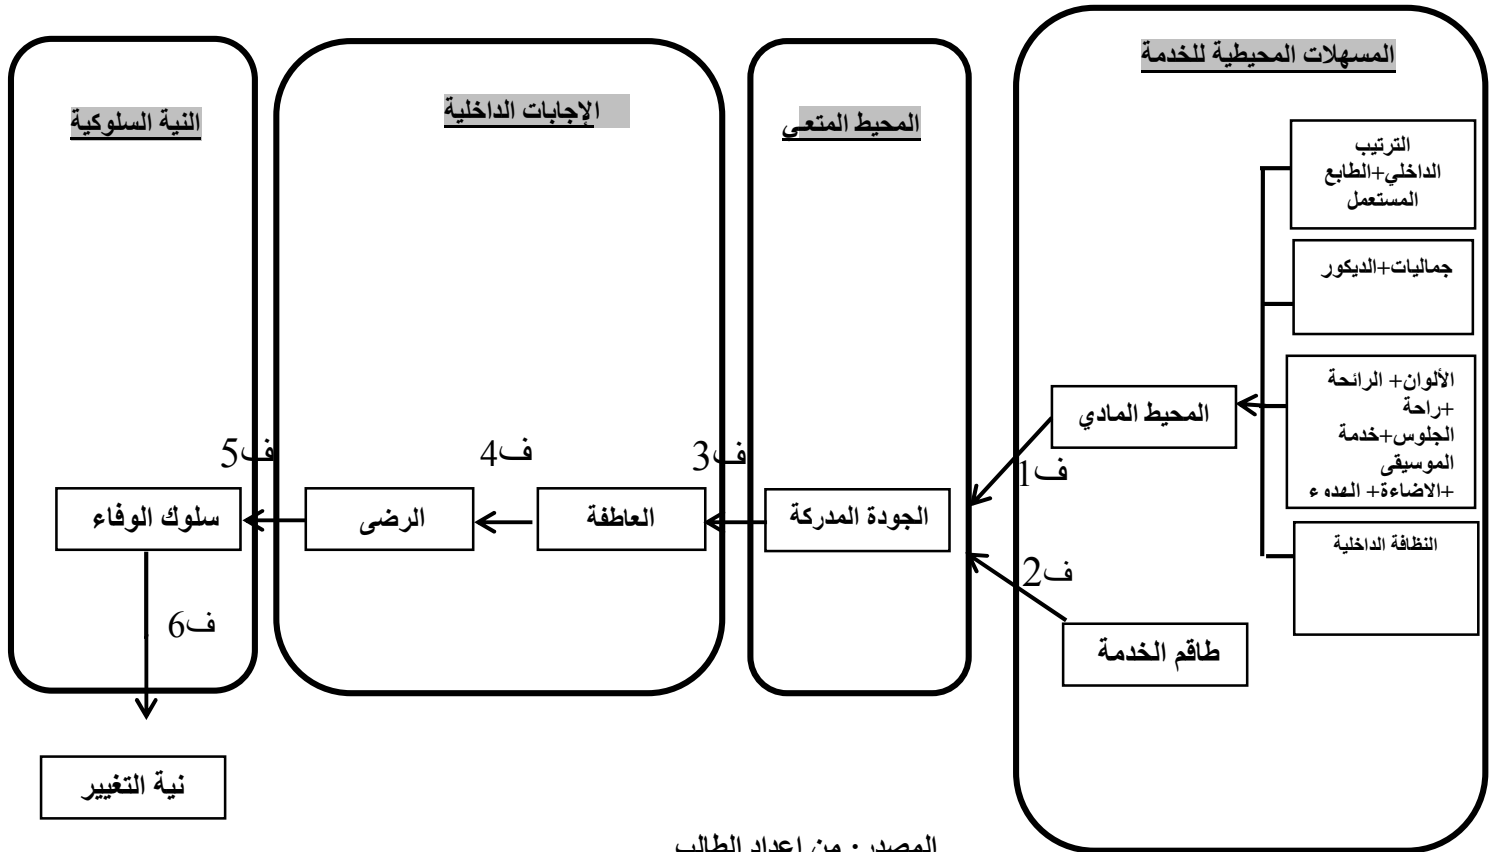 المسهلات المحيطية للخدمة
الترتيب
الداخلي+الطابع
المستعمل
جماليات+الديكور
الألوان+ الرائحة
+راحة
الجلوس+خدمة
الموسيقى
+الاضاءة+ الهدوء
النظافة الداخلية
المحيط المادي
طاقم الخدمة
ف1
ف2
المحيط المتعي
الجودة المدركة
ف3
الإجابات الداخلية
العاطفة
ف4
الرضى
ف5
النية السلوكية
سلوك الوفاء
ف6
نية التغيير
المصدر: من إعداد الطالب